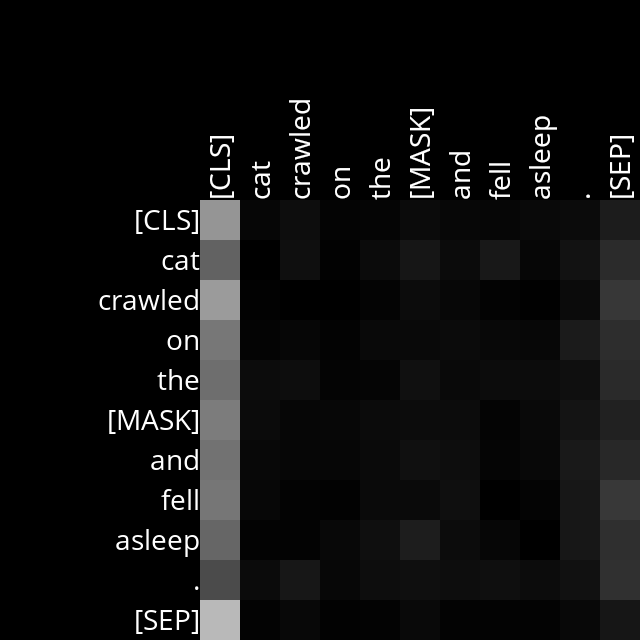 [CLS] cat crawled on the [MASK] and fell asleep . [SEP]
[CLS]
cat
crawled
on
the
[MASK]
and
fell
asleep
.
[SEP]